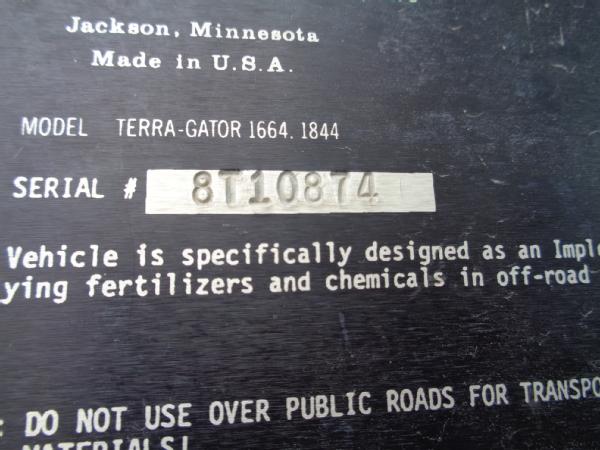 Jackson, Minnesota
Made in U.S.A.
MODEL TERRA-GATOR 1664. 1844
SERIAL # 8T10874
Vehicle is specifically designed as an Imple
ying fertilizers and chemicals in off-road
: DO NOT USE OVER PUBLIC ROADS FOR TRANSPO
MATERIALS!